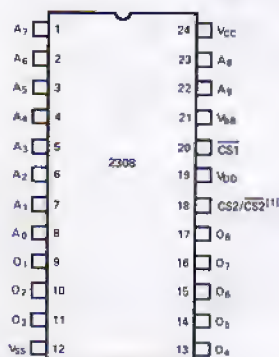 A7 1 24 VCC
A6 2 23 A8
A5 3 22 A9
A4 4 21 VBB
A3 5 20 CS1
2308
A2 6 19 VDD
A1 7 18 CS2/CS2[1]
A0 8 17 O8
O1 9 16 O7
O2 10 15 O6
O3 11 14 O5
VSS 12 13 O4